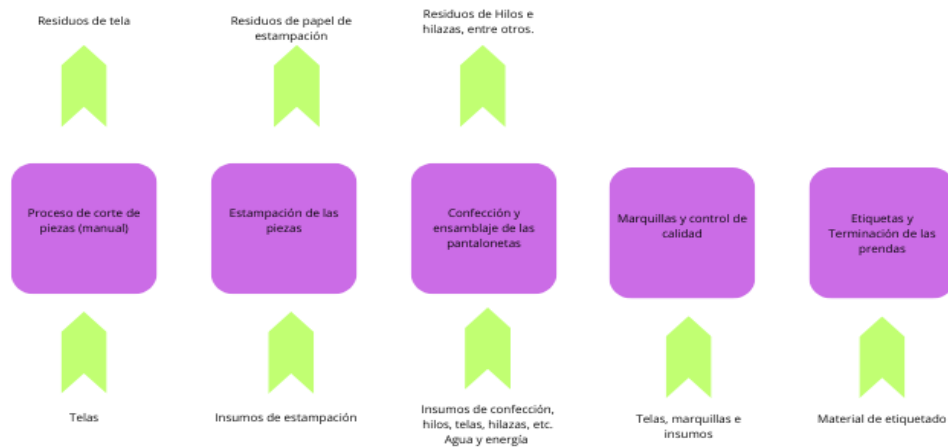 Residuos de tela
Residuos de papel de
estampación
Residuos de Hilos e
hilazas, entre otros.
Proceso de corte de
piezas (manual)
Estampación de las
piezas
Confección y
ensamblaje de las
pantalonetas
Marquillas y control de
calidad
Etiquetas y
Terminación de las
prendas
Telas
Insumos de estampación
Insumos de confección,
hilos, telas, hilazas, etc.
Agua y energía
Telas, marquillas e
insumos
Material de etiquetado